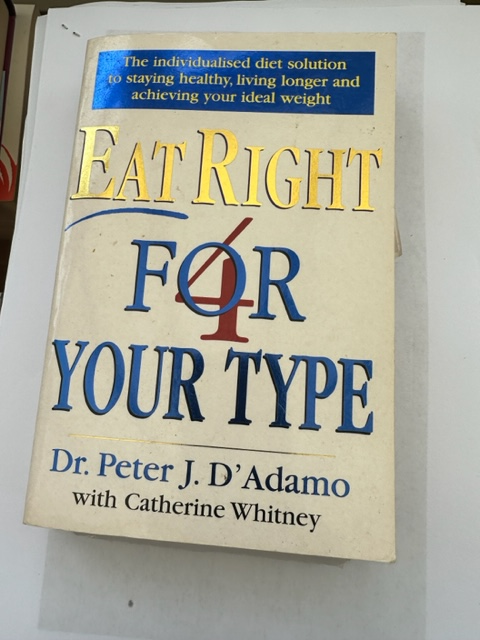 The individualised diet solution
to staying healthy, living longer and
achieving your ideal weight
EAT RIGHT
FOR
4
YOUR TYPE
Dr. Peter J. D'Adamo
with Catherine Whitney